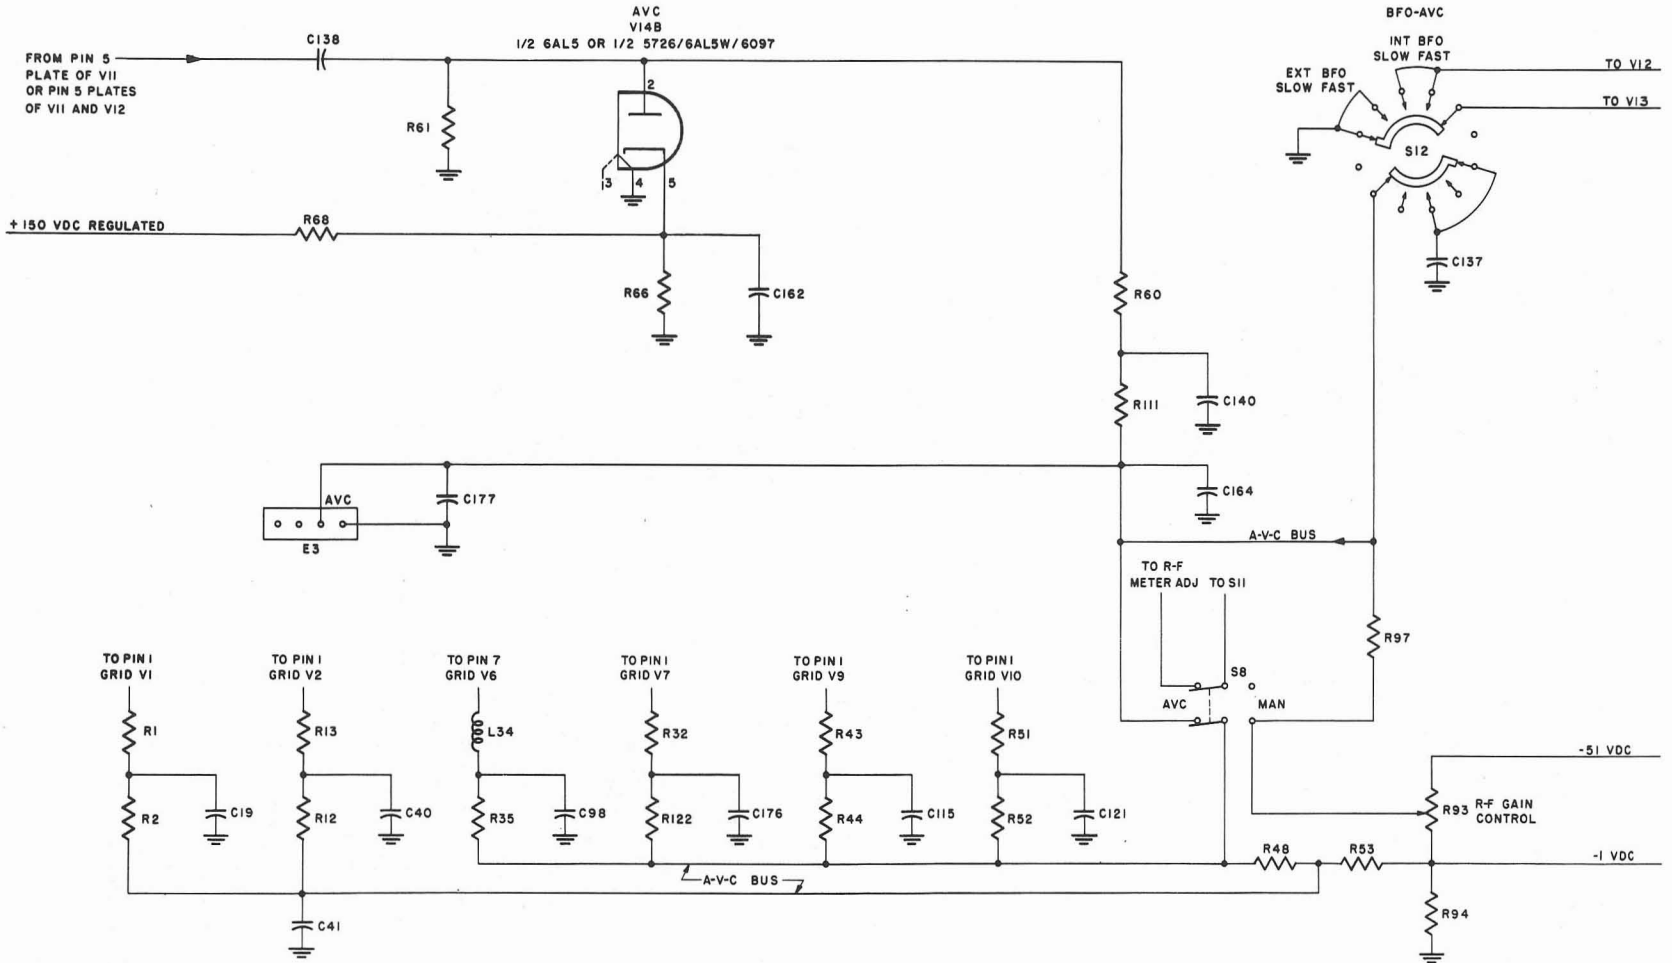 AVC
V14B
1/2 6AL5 OR 1/2 5726/6AL5W/6097
BFO-AVC
INT BFO
SLOW FAST
EXT BFO
SLOW FAST
TO V12
TO V13
S12
C137
FROM PIN 5
PLATE OF V11
OR PIN 5 PLATES
OF V11 AND V12
C138
R61
2
3
4
5
+150 VDC REGULATED
R68
R66
C162
R60
R111
C140
C164
C177
AVC
E3
A-V-C BUS
TO R-F
METER ADJ
TO S11
R97
S8
AVC
MAN
TO PIN 1
GRID V1
TO PIN 1
GRID V2
TO PIN 7
GRID V6
TO PIN 1
GRID V7
TO PIN 1
GRID V9
TO PIN 1
GRID V10
R1
R13
L34
R32
R43
R51
R2
C19
R12
C40
R35
C98
R122
C176
R44
C115
R52
C121
-51 VDC
R93
R-F GAIN
CONTROL
R48
R53
-1 VDC
A-V-C BUS
C41
R94